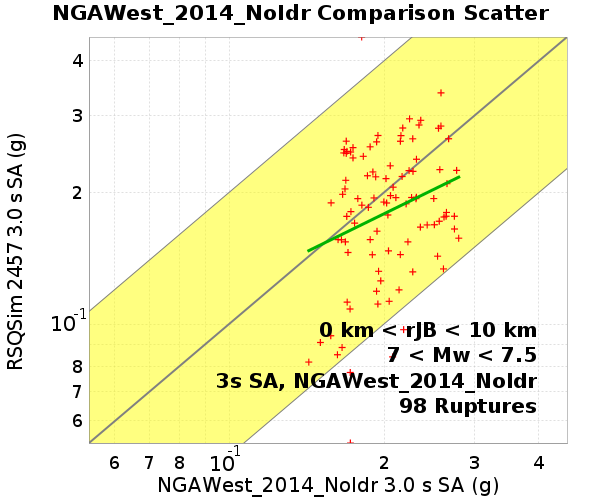 NGAWest_2014_NoIdr Comparison Scatter
RSQSim 2457 3.0 s SA (g)
4
3
2
10-1
8
7
6
0 km < rJB < 10 km
7 < Mw < 7.5
3s SA, NGAWest_2014_NoIdr
98 Ruptures
6 7 8 10-1 2 3 4
NGAWest_2014_NoIdr 3.0 s SA (g)